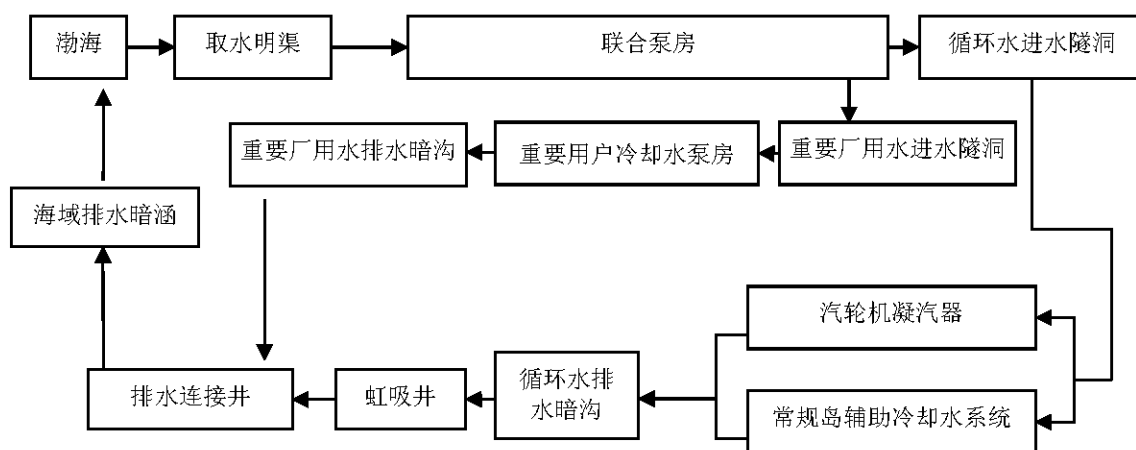 渤海
取水明渠
联合泵房
循环水进水隧洞
重要厂用水排水暗沟
重要用户冷却水泵房
重要厂用水进水隧洞
海域排水暗涵
汽轮机凝汽器
排水连接井
虹吸井
循环水排
水暗沟
常规岛辅助冷却水系统